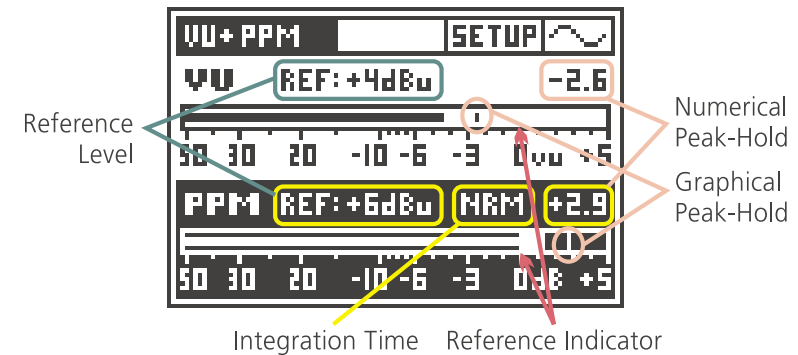 VU+PPM SETUP
VU REF:+4dBu -2.6
50 30 20 -10 -6 -3 0vu +5
PPM REF:+6dBu NRM +2.9
50 30 20 -10 -6 -3 0dB +5
Reference
Level
Numerical
Peak-Hold
Graphical
Peak-Hold
Integration Time
Reference Indicator